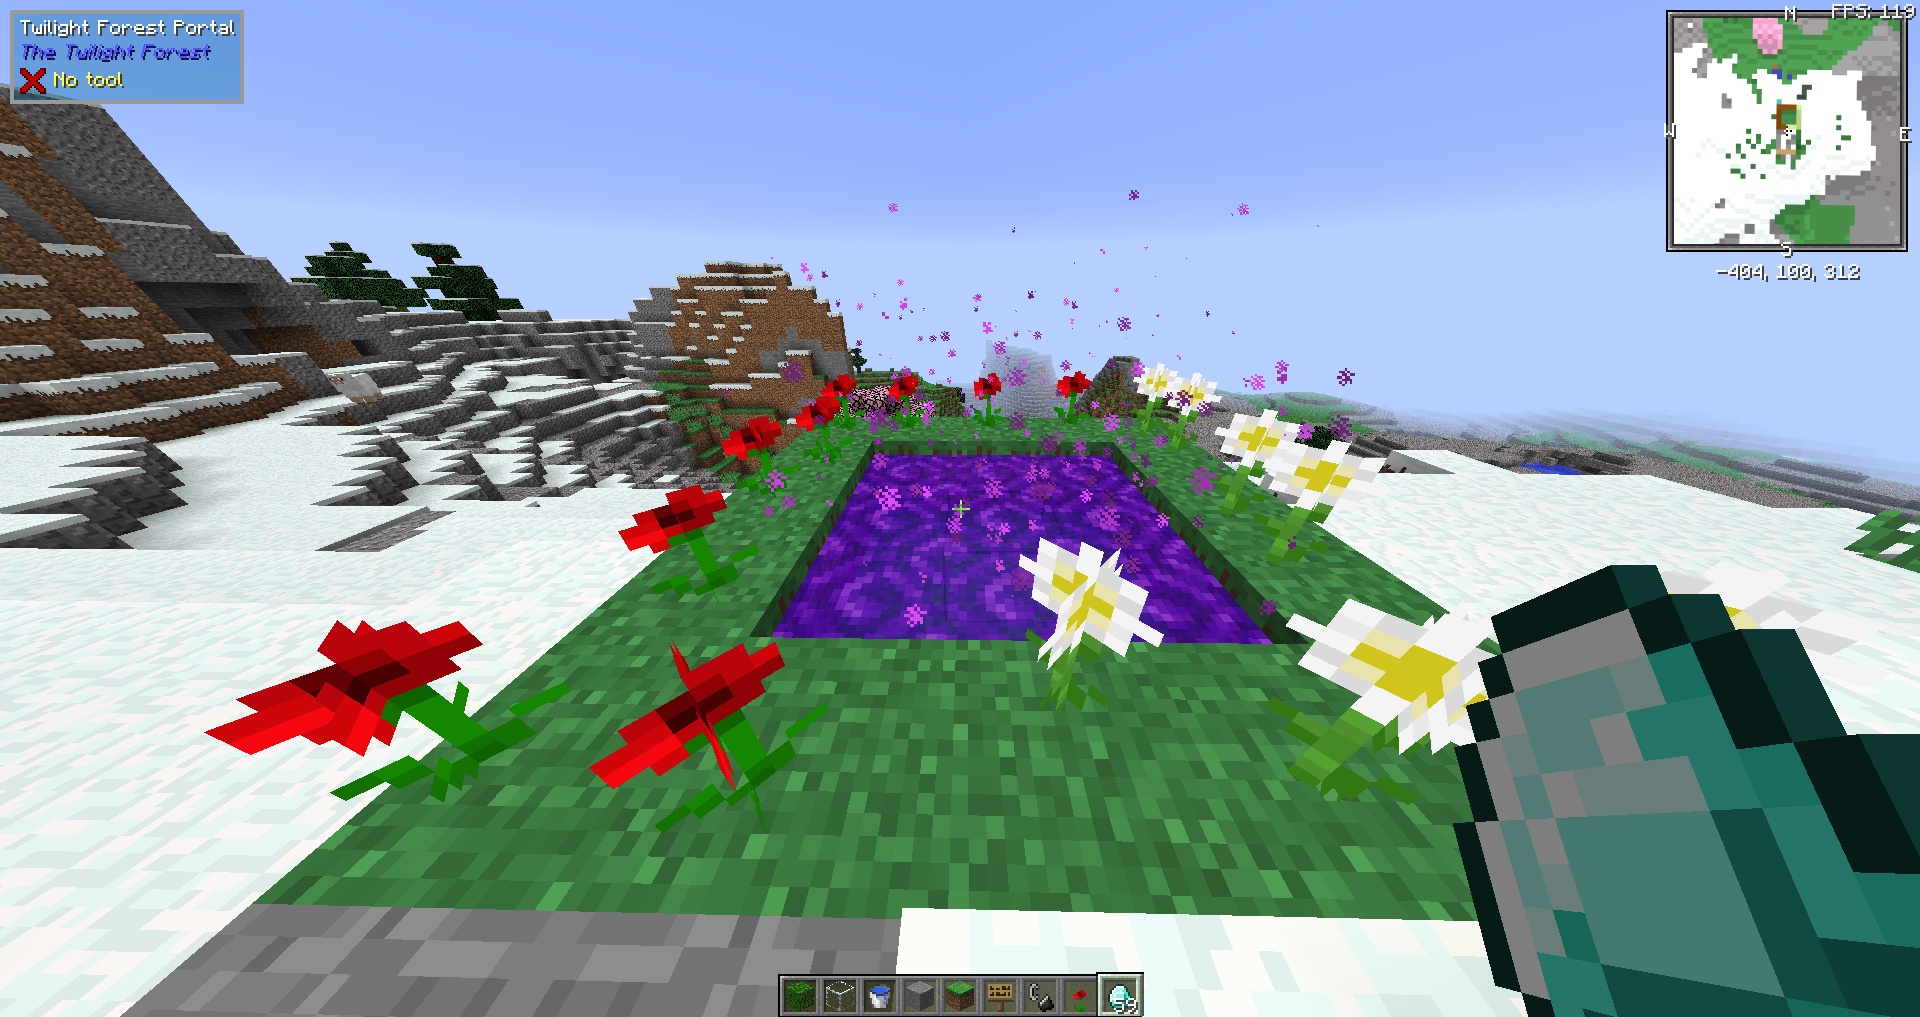 Twilight Forest Portal
The Twilight Forest
No tool
N
FPS: 119
W
E
S
-404, 100, 312
59